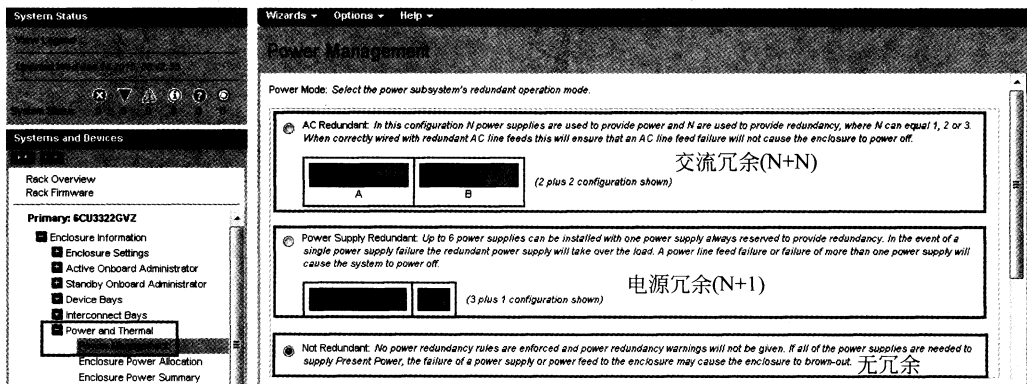 System Status
Systems and Devices
Rack Overview
Rack Firmware
Primary: 6CU3322GVZ
Enclosure Information
Enclosure Settings
Active Onboard Administrator
Standby Onboard Administrator
Device Bays
Interconnect Bays
Power and Thermal
Enclosure Power Allocation
Enclosure Power Summary
Wizards Options Help
Power Management
Power Mode: Select the power subsystem's redundant operation mode.
AC Redundant: In this configuration N power supplies are used to provide power and N are used to provide redundancy, where N can equal 1, 2 or 3.
When correctly wired with redundant AC line feeds this will ensure that an AC line feed failure will not cause the enclosure to power off.
交流冗余(N+N)
(2 plus 2 configuration shown)
A B
Power Supply Redundant: Up to 6 power supplies can be installed with one power supply always reserved to provide redundancy. In the event of a
single power supply failure the redundant power supply will take over the load. A power line feed failure or failure of more than one power supply will
cause the system to power off.
电源冗余(N+1)
(3 plus 1 configuration shown)
Not Redundant: No power redundancy rules are enforced and power redundancy warnings will not be given. If all of the power supplies are needed to
supply Present Power, the failure of a power supply or power feed to the enclosure may cause the enclosure to brown-out.
无冗余